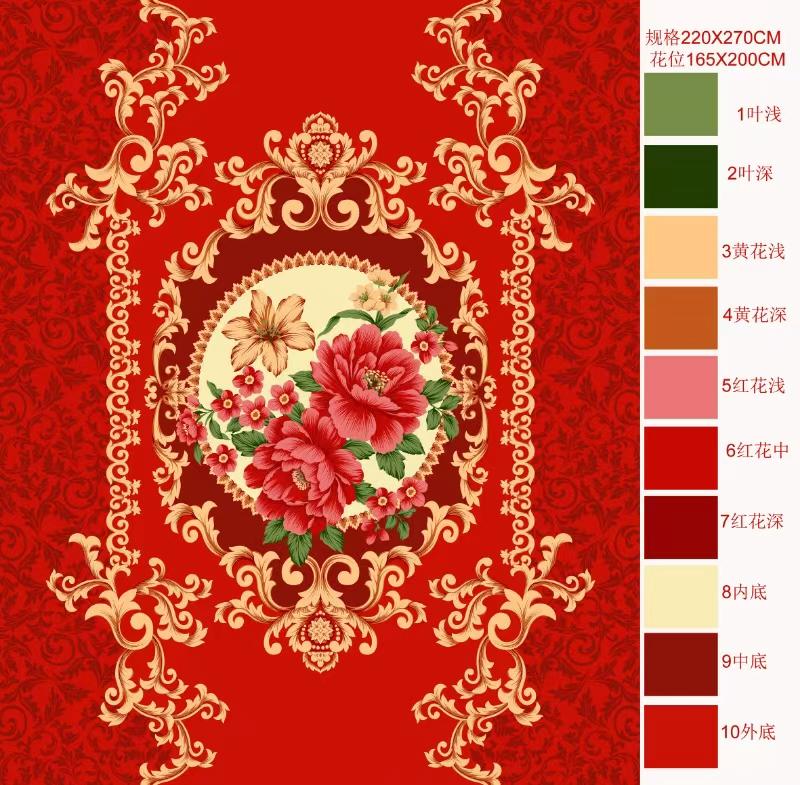 规格220X270CM
花位165X200CM
1叶浅
2叶深
3黄花浅
4黄花深
5红花浅
6红花中
7红花深
8内底
9中底
10外底